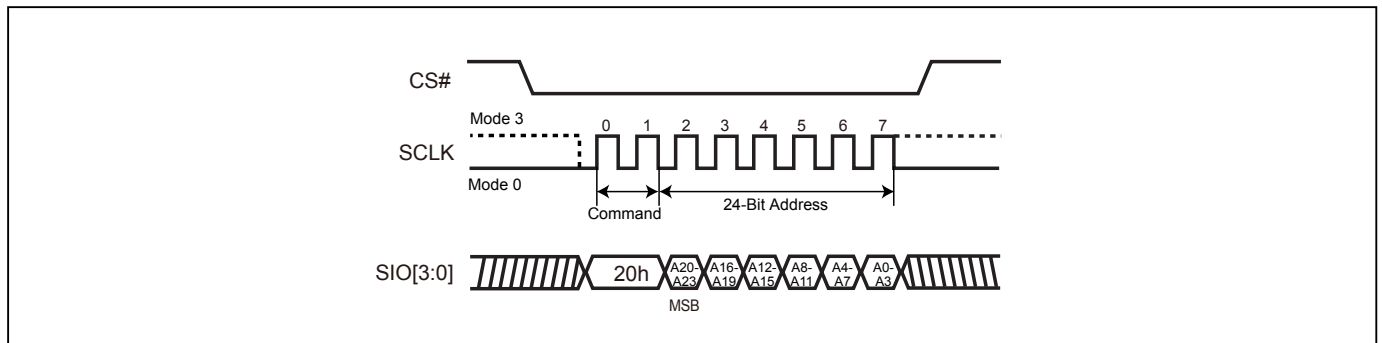 CS#
Mode 3
0 1 2 3 4 5 6 7
SCLK
Mode 0
Command
24-Bit Address
SIO[3:0]
20h
A20-
A23
A16-
A19
A12-
A15
A8-
A11
A4-
A7
A0-
A3
MSB